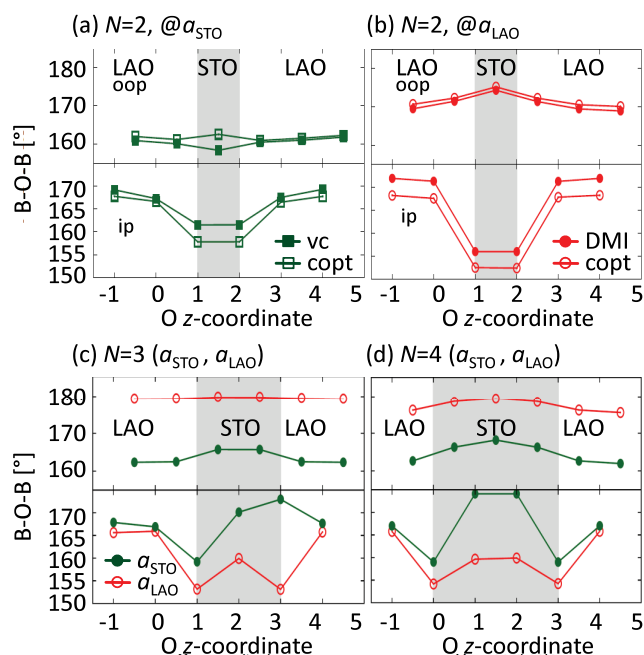 (a) N=2, @aSTO
(b) N=2, @aLAO
B-O-B [°]
180
170
160
170
165
160
155
150
LAO
STO
LAO
oop
ip
vc
copt
-1 0 1 2 3 4 5
O z-coordinate
180
170
160
170
165
160
155
150
LAO
STO
LAO
oop
ip
DMI
copt
-1 0 1 2 3 4 5
O z-coordinate
(c) N=3 (aSTO , aLAO)
(d) N=4 (aSTO , aLAO)
B-O-B [°]
180
170
160
170
160
155
150
LAO
STO
LAO
aSTO
aLAO
-1 0 1 2 3 4 5
O z-coordinate
180
170
160
170
160
155
150
LAO
STO
LAO
-1 0 1 2 3 4 5
O z-coordinate